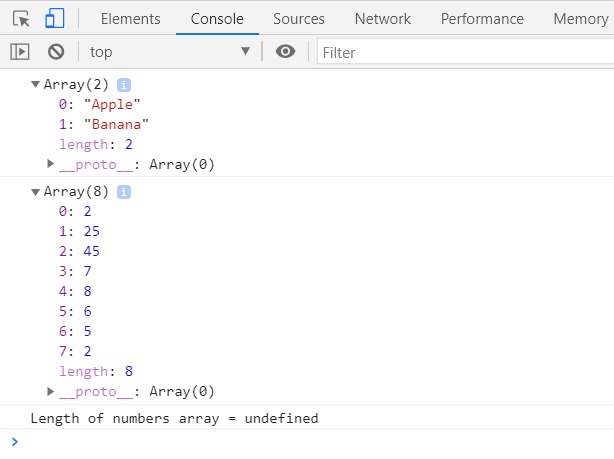 Elements Console Sources Network Performance Memory
top Filter
Array(2) i
0: "Apple"
1: "Banana"
length: 2
__proto__: Array(0)
Array(8) i
0: 2
1: 25
2: 45
3: 7
4: 8
5: 6
6: 5
7: 2
length: 8
__proto__: Array(0)
Length of numbers array = undefined